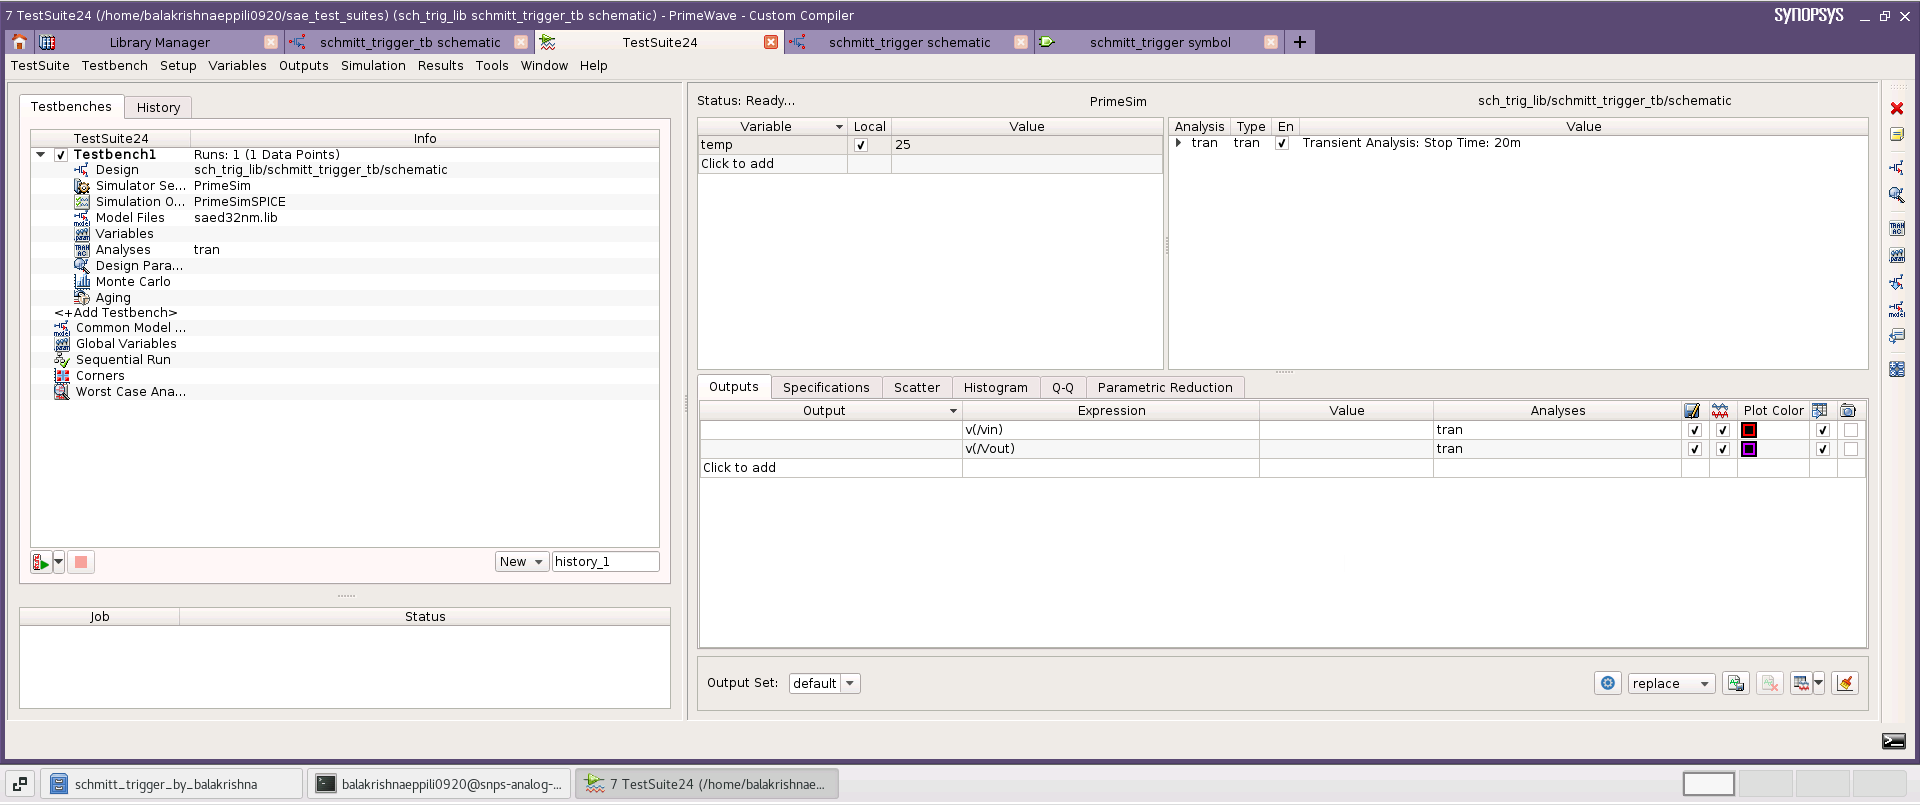 7 TestSuite24 (/home/balakrishnaeppili0920/sae_test_suites) (sch_trig_lib schmitt_trigger_tb schematic) - PrimeWave - Custom Compiler
SYNOPSYS
Library Manager
schmitt_trigger_tb schematic
TestSuite24
schmitt_trigger schematic
schmitt_trigger symbol
TestSuite Testbench Setup Variables Outputs Simulation Results Tools Window Help
Testbenches
History
TestSuite24 Info
Testbench1 Runs: 1 (1 Data Points)
Design sch_trig_lib/schmitt_trigger_tb/schematic
Simulator Se... PrimeSim
Simulation O... PrimeSimSPICE
Model Files saed32nm.lib
Variables
Analyses tran
Design Para...
Monte Carlo
Aging
<+Add Testbench>
Common Model ...
Global Variables
Sequential Run
Corners
Worst Case Ana...
New
history_1
Job Status
Status: Ready...
PrimeSim
sch_trig_lib/schmitt_trigger_tb/schematic
Variable Local Value
temp 25
Click to add
Analysis Type En Value
tran tran Transient Analysis: Stop Time: 20m
Outputs Specifications Scatter Histogram Q-Q Parametric Reduction
Output Expression Value Analyses Plot Color
v(/vin) tran
v(/Vout) tran
Click to add
Output Set: default
replace
schmitt_trigger_by_balakrishna
balakrishnaeppili0920@snps-analog-...
7 TestSuite24 (/home/balakrishnae...